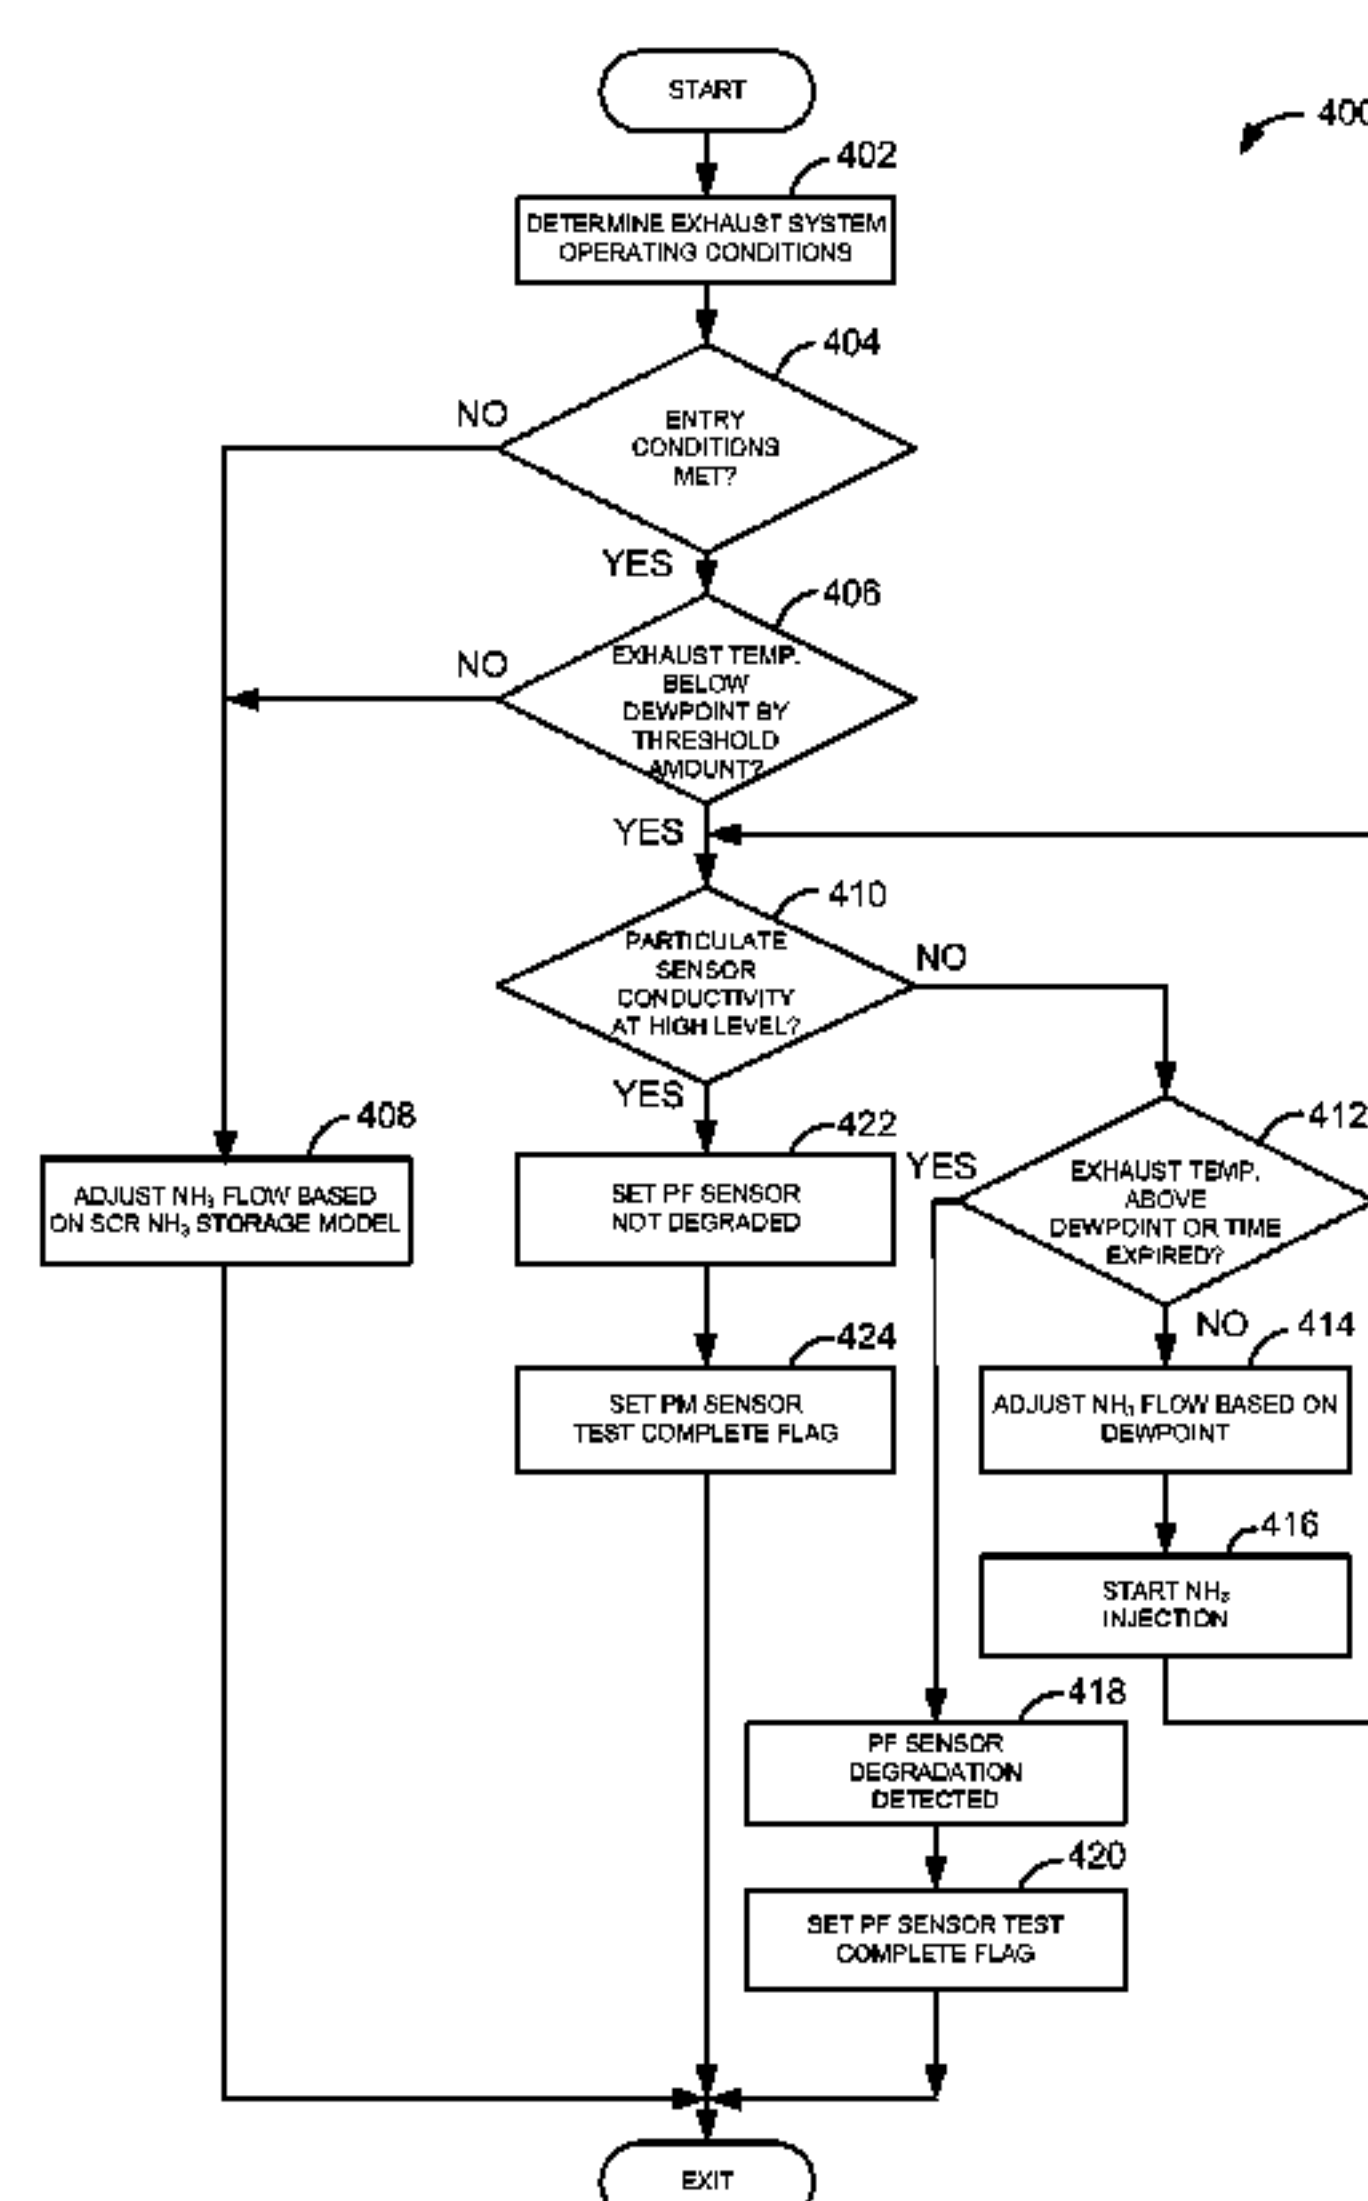 START
400
402
DETERMINE EXHAUST SYSTEM
OPERATING CONDITIONS
404
NO
ENTRY
CONDITIONS
MET?
YES
406
NO
EXHAUST TEMP.
BELOW
DEWPOINT BY
THRESHOLD
AMOUNT?
YES
410
PARTICULATE
SENSOR
CONDUCTIVITY
AT HIGH LEVEL?
NO
YES
408
ADJUST NH₃ FLOW BASED
ON SCR NH₃ STORAGE MODEL
422
SET PF SENSOR
NOT DEGRADED
412
YES
EXHAUST TEMP.
ABOVE
DEWPOINT OR TIME
EXPIRED?
NO
424
SET PM SENSOR
TEST COMPLETE FLAG
414
ADJUST NH₃ FLOW BASED ON
DEWPOINT
416
START NH₃
INJECTION
418
PF SENSOR
DEGRADATION
DETECTED
420
SET PF SENSOR TEST
COMPLETE FLAG
EXIT